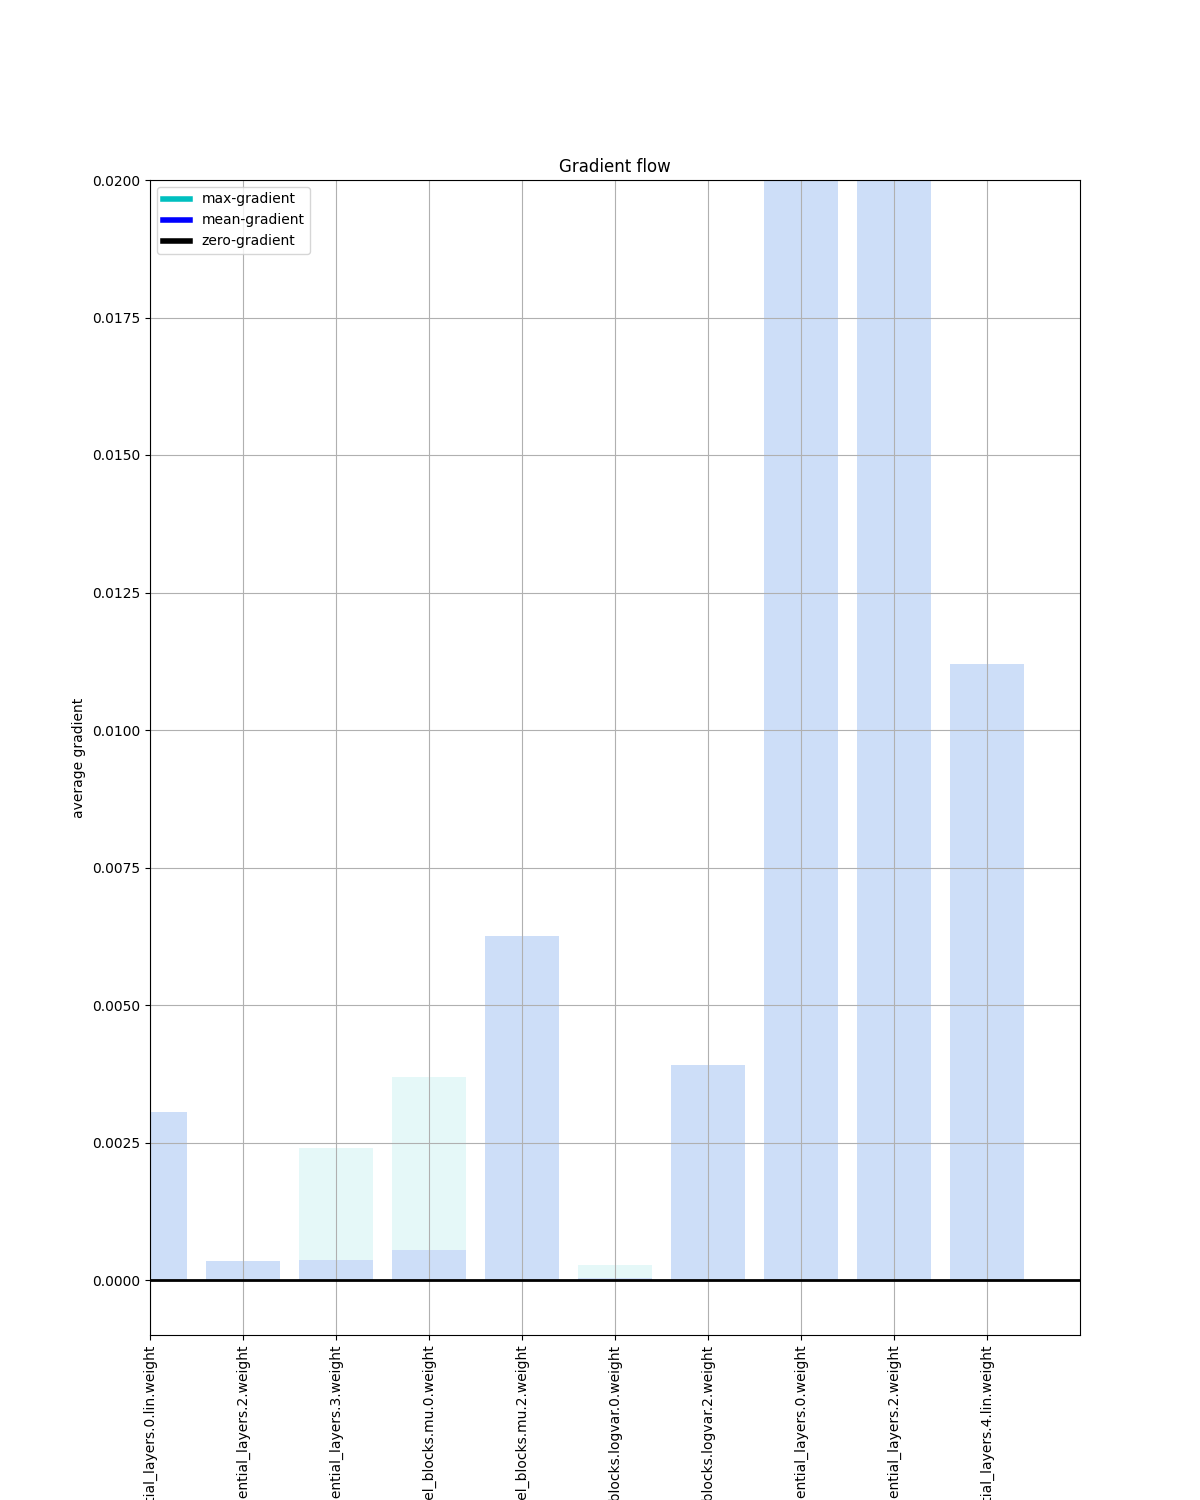 Gradient flow
max-gradient
mean-gradient
zero-gradient
average gradient
0.0200
0.0175
0.0150
0.0125
0.0100
0.0075
0.0050
0.0025
0.0000
tial_layers.0.lin.weight
ential_layers.2.weight
ential_layers.3.weight
el_blocks.mu.0.weight
el_blocks.mu.2.weight
blocks.logvar.0.weight
blocks.logvar.2.weight
ential_layers.0.weight
ential_layers.2.weight
tial_layers.4.lin.weight